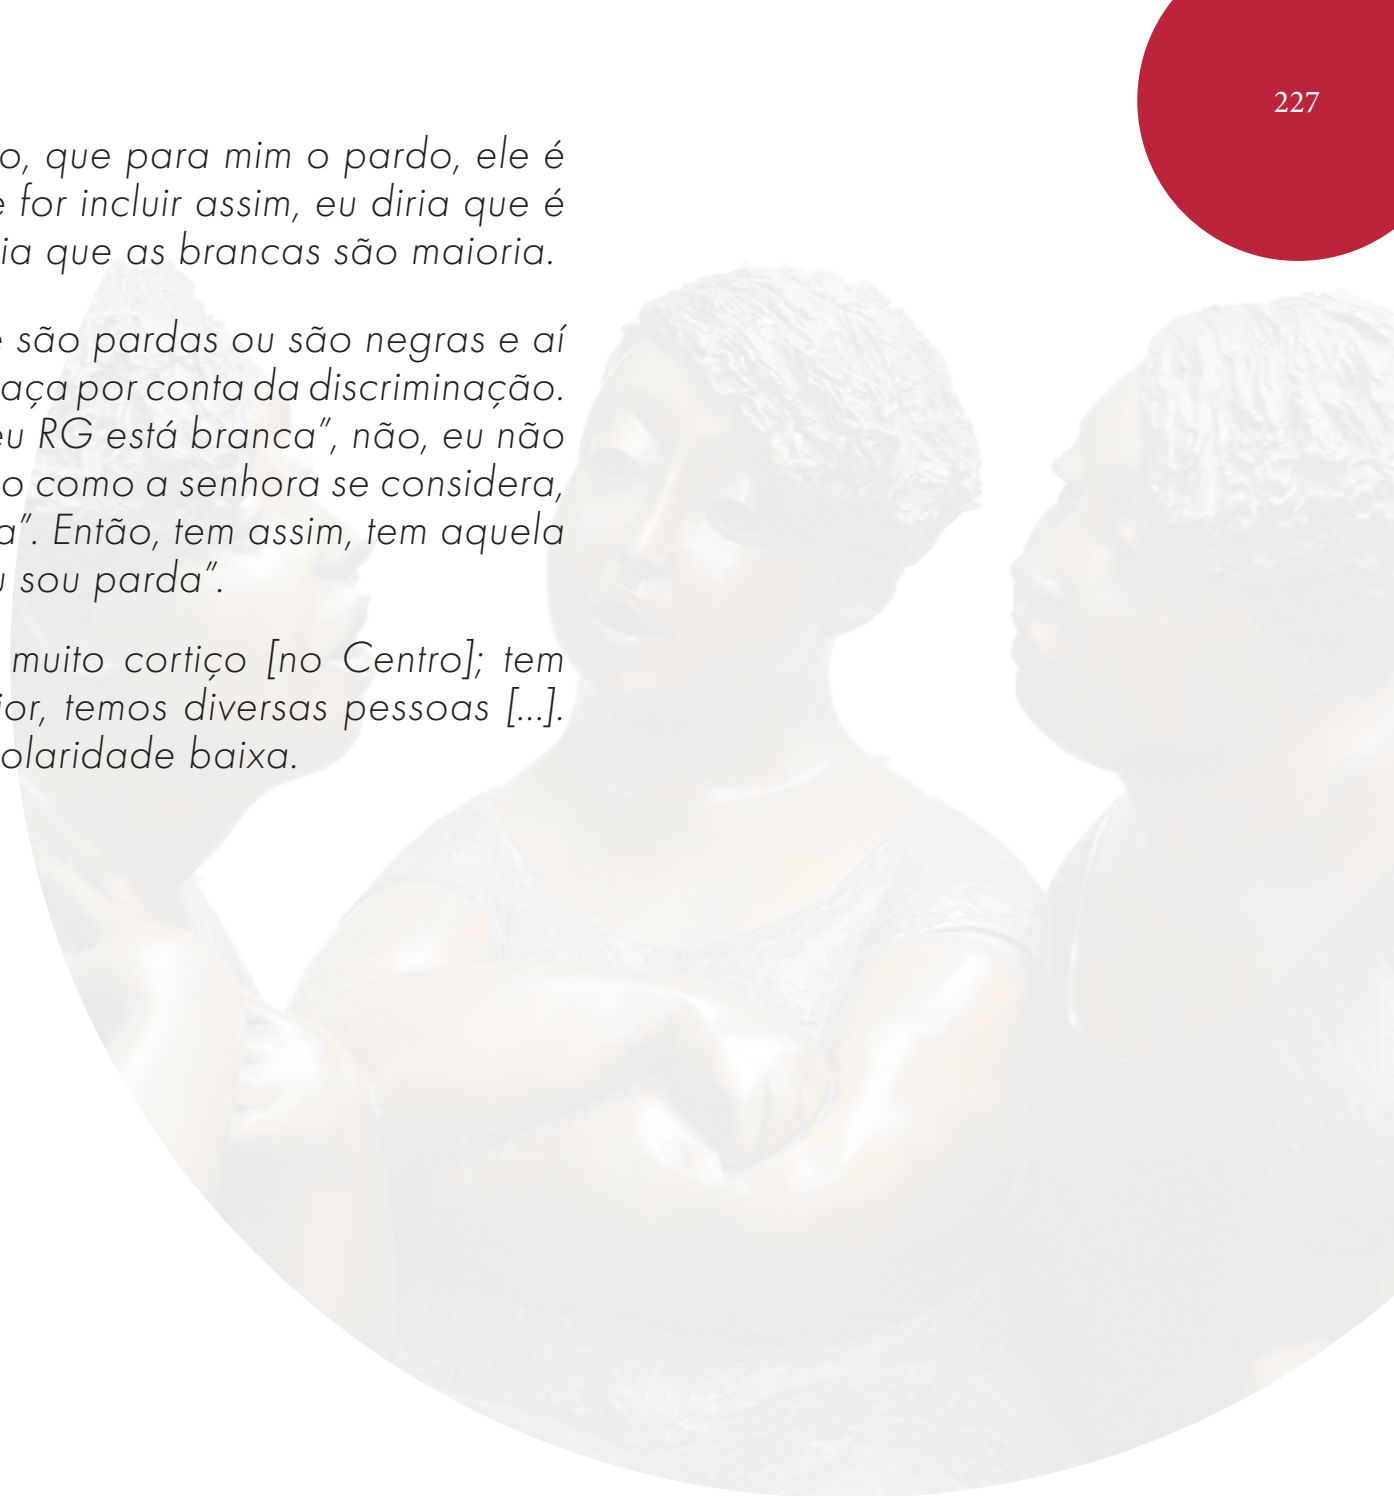 227
o, que para mim o pardo, ele é
e for incluir assim, eu diria que é
ia que as brancas são maioria.
e são pardas ou são negras e aí
aça por conta da discriminação.
eu RG está branca”, não, eu não
o como a senhora se considera,
a”. Então, tem assim, tem aquela
u sou parda”.
muito cortiço [no Centro]; tem
ior, temos diversas pessoas [...].
olaridade baixa.